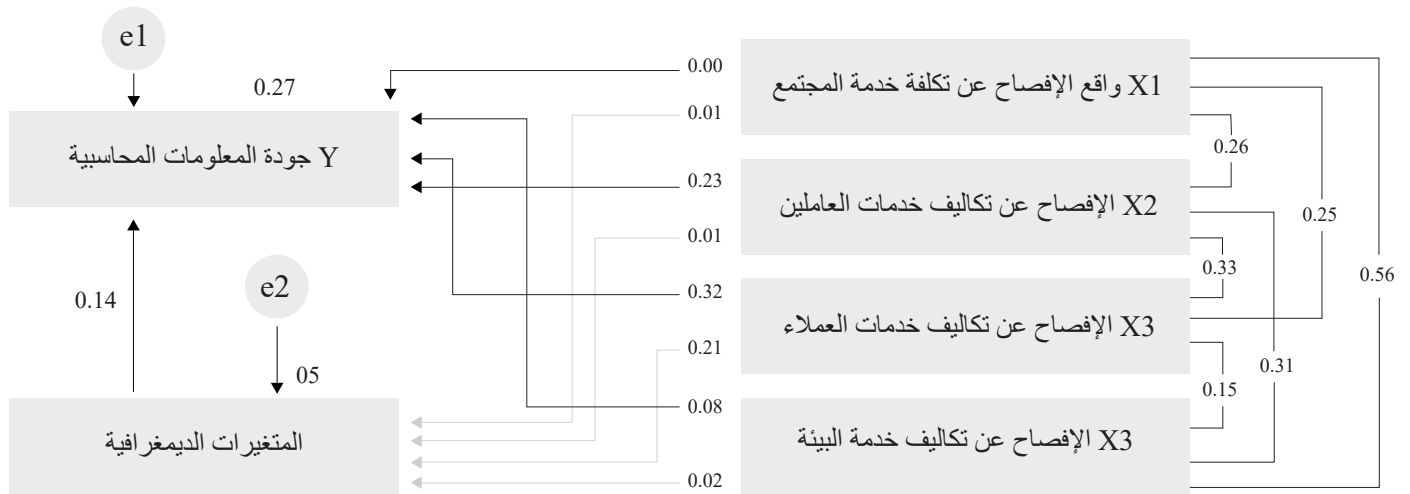 e1
0.27
Y جودة المعلومات المحاسبية
0.14
e2
05
المتغيرات الديمغرافية
0.00
0.01
0.23
0.01
0.32
0.21
0.08
0.02
X1 واقع الإفصاح عن تكلفة خدمة المجتمع
X2 الإفصاح عن تكاليف خدمات العاملين
X3 الإفصاح عن تكاليف خدمات العملاء
X3 الإفصاح عن تكاليف خدمة البيئة
0.26
0.33
0.15
0.31
0.25
0.56